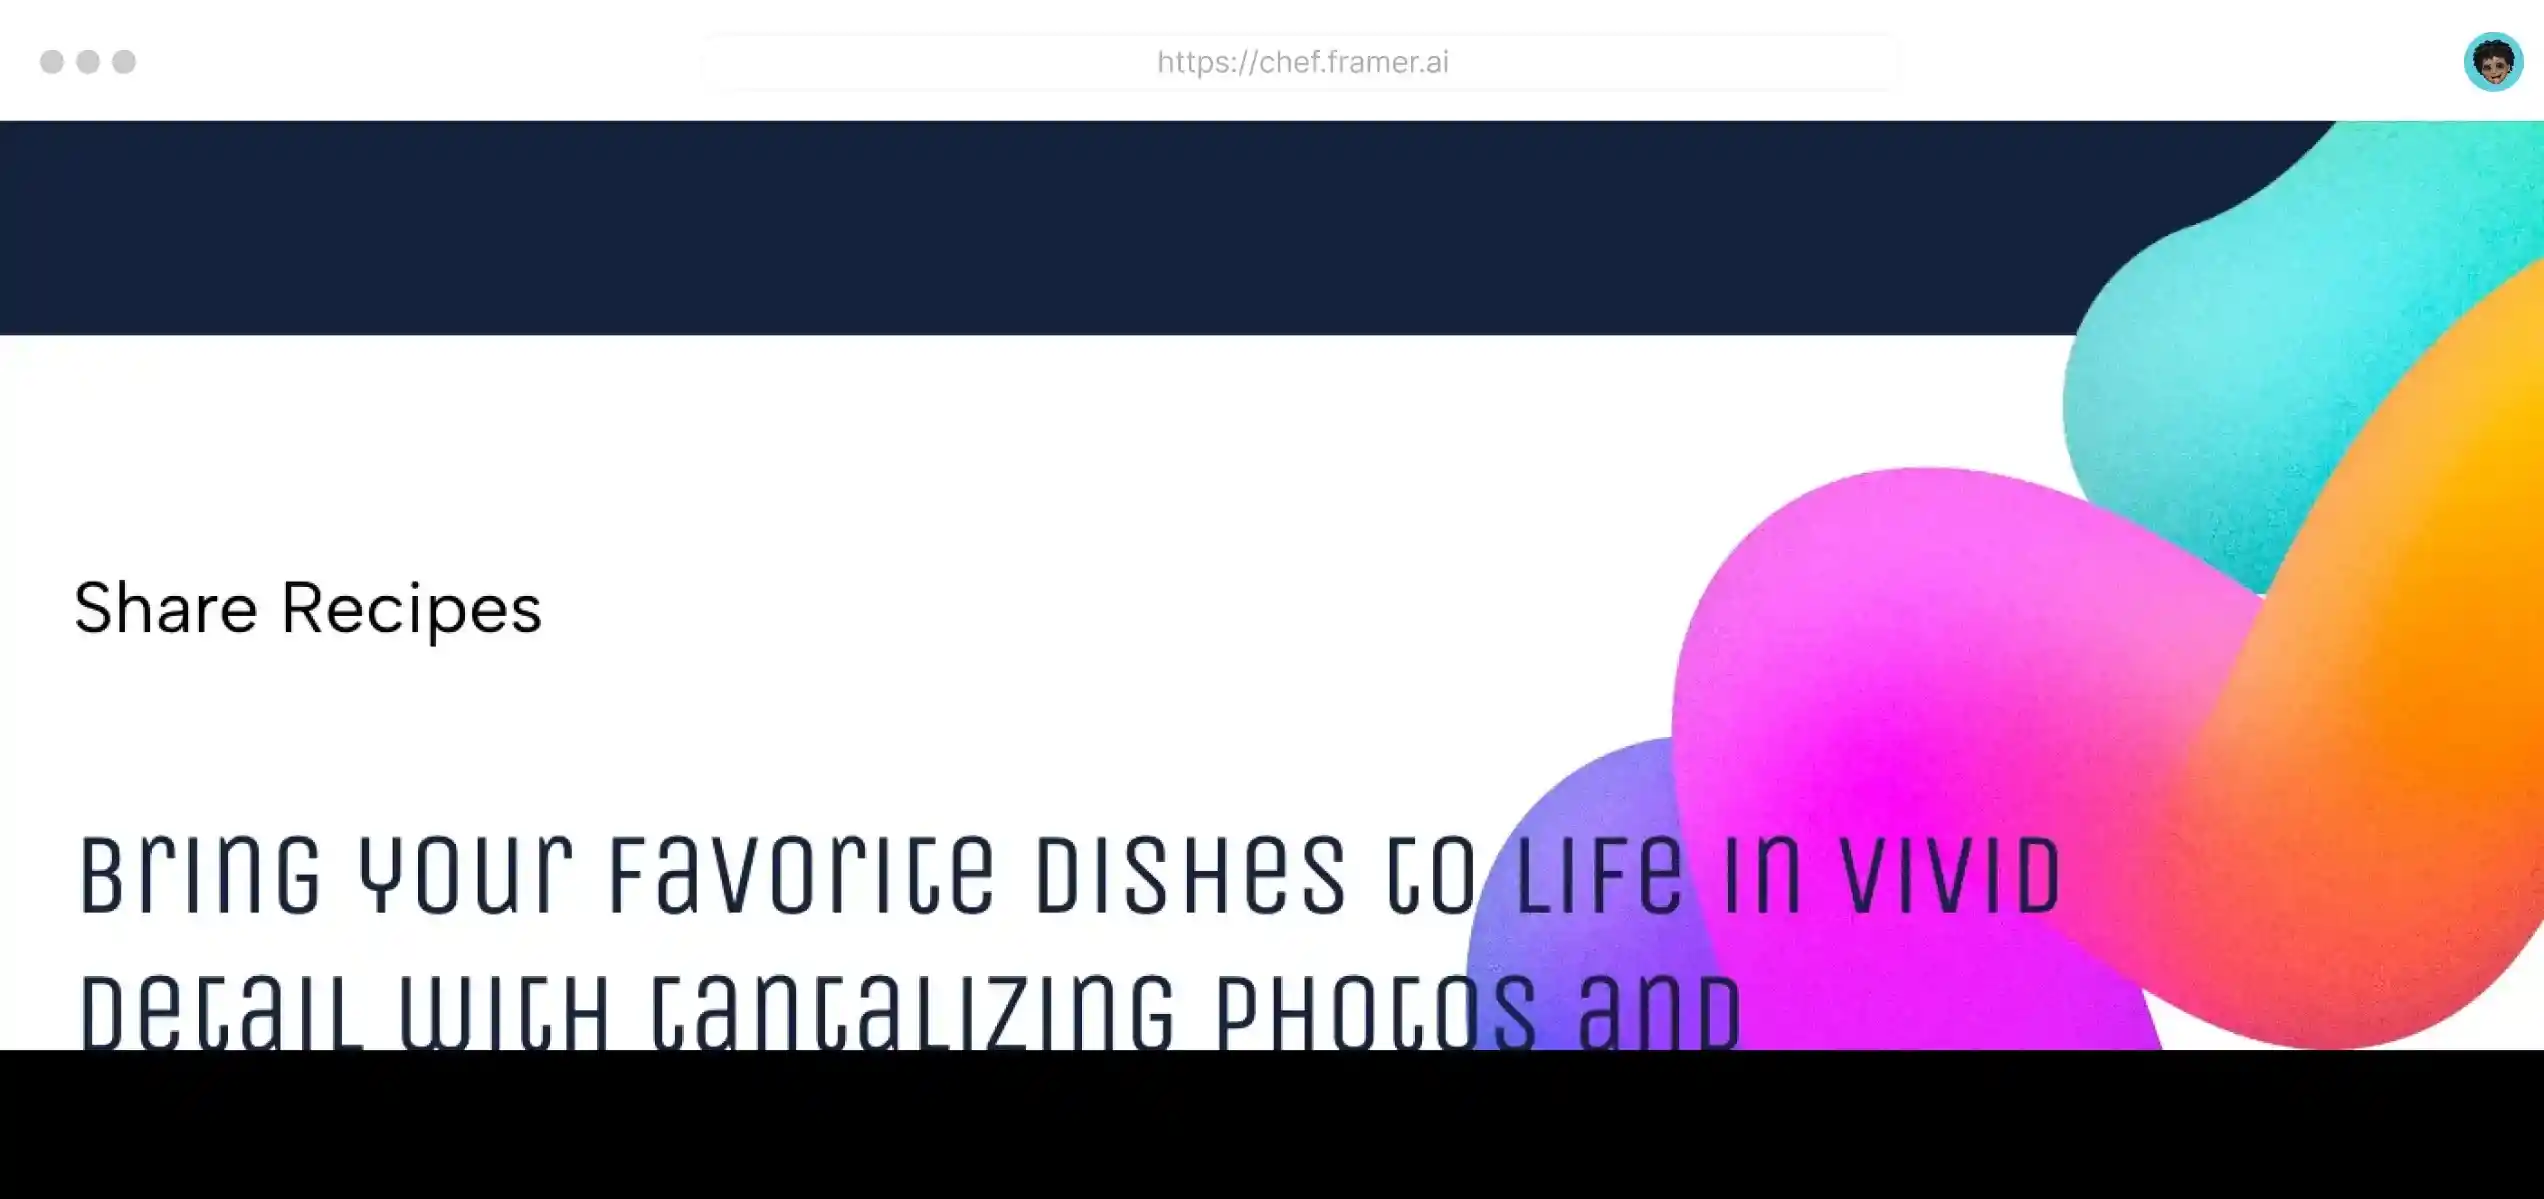 https://chef.framer.ai
Share Recipes
Bring your favorite dishes to life in vivid
detail with tantalizing photos and